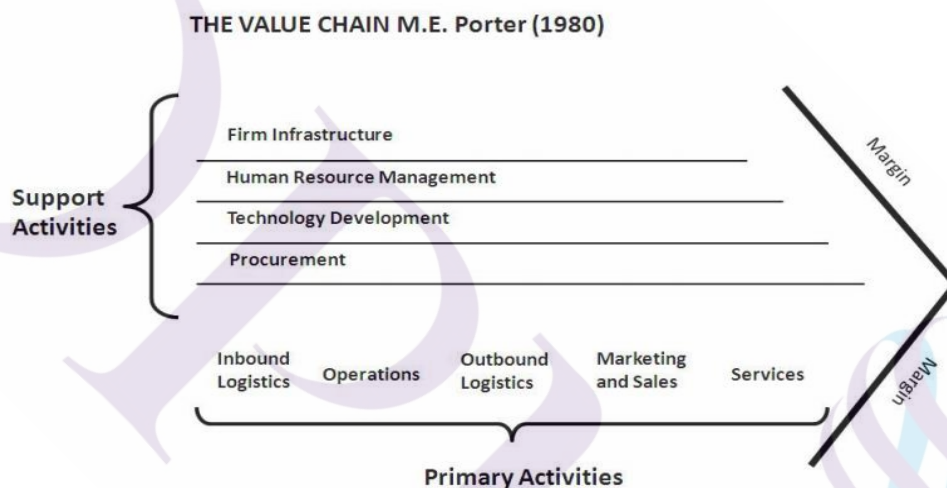 THE VALUE CHAIN M.E. Porter (1980)
Firm Infrastructure
Margin
Human Resource Management
Support
Activities
Technology Development
Procurement
Inbound
Logistics
Operations
Outbound
Logistics
Marketing
and Sales
Services
Margin
Primary Activities